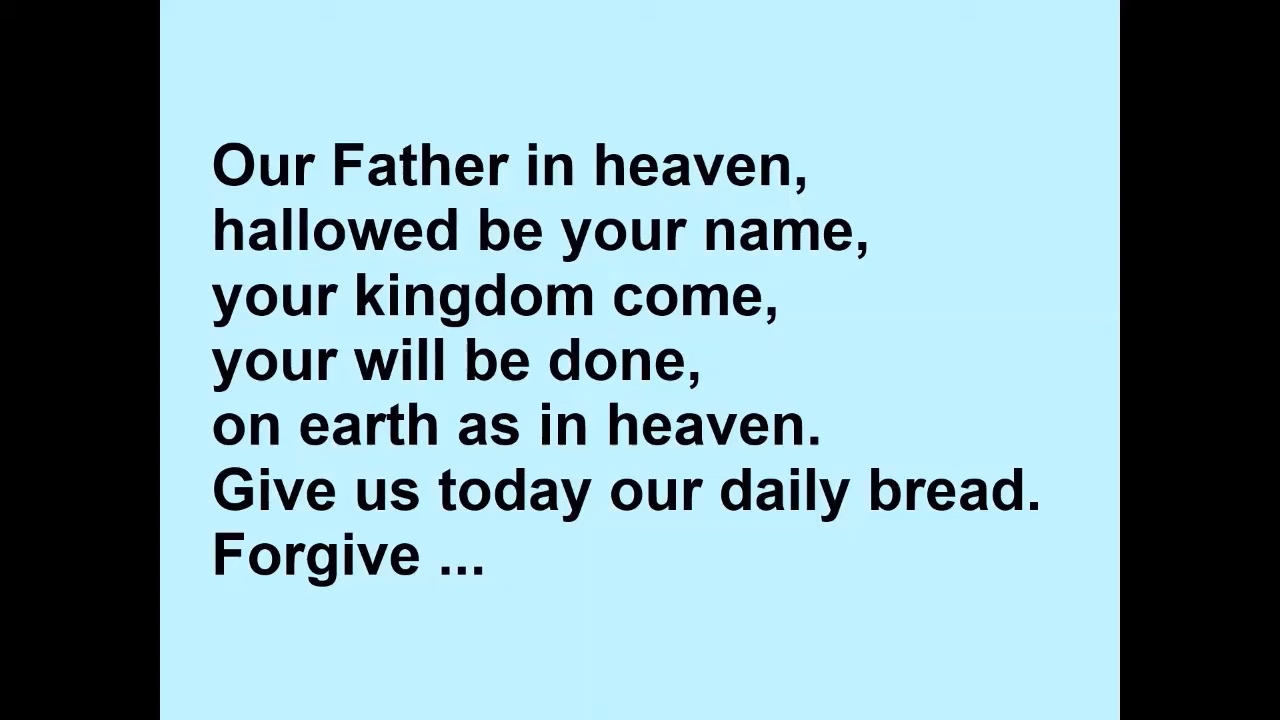 Our Father in heaven,
hallowed be your name,
your kingdom come,
your will be done,
on earth as in heaven.
Give us today our daily bread.
Forgive ...